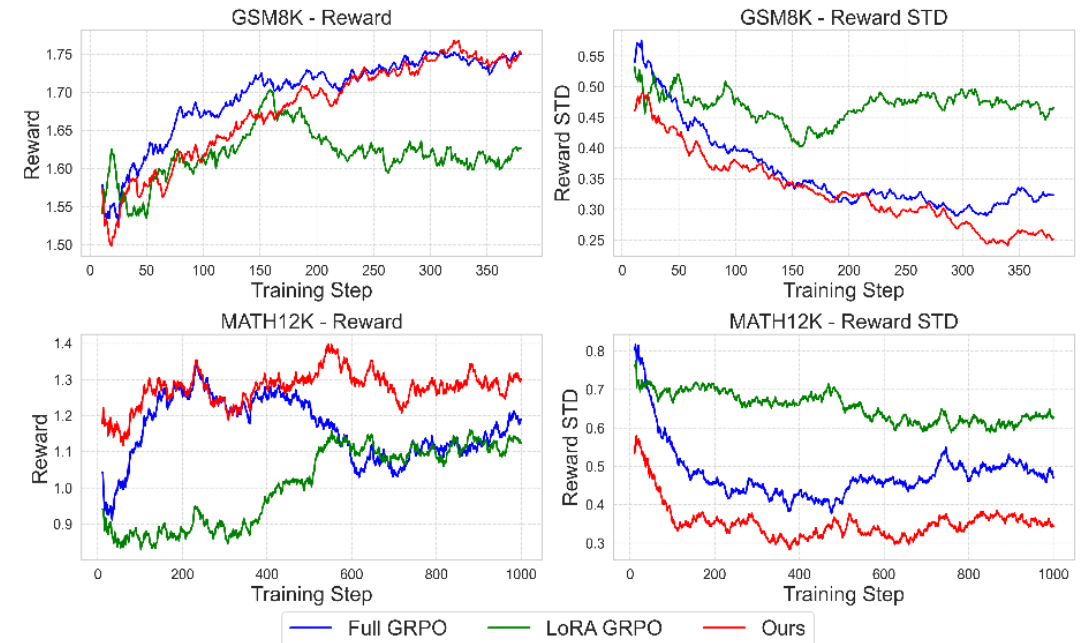 GSM8K - Reward
Reward
1.75
1.70
1.65
1.60
1.55
1.50
0 50 100 150 200 250 300 350
Training Step
GSM8K - Reward STD
Reward STD
0.55
0.50
0.45
0.40
0.35
0.30
0.25
0 50 100 150 200 250 300 350
Training Step
MATH12K - Reward
Reward
1.4
1.3
1.2
1.1
1.0
0.9
0 200 400 600 800 1000
Training Step
MATH12K - Reward STD
Reward STD
0.8
0.7
0.6
0.5
0.4
0.3
0 200 400 600 800 1000
Training Step
Full GRPO LoRA GRPO Ours